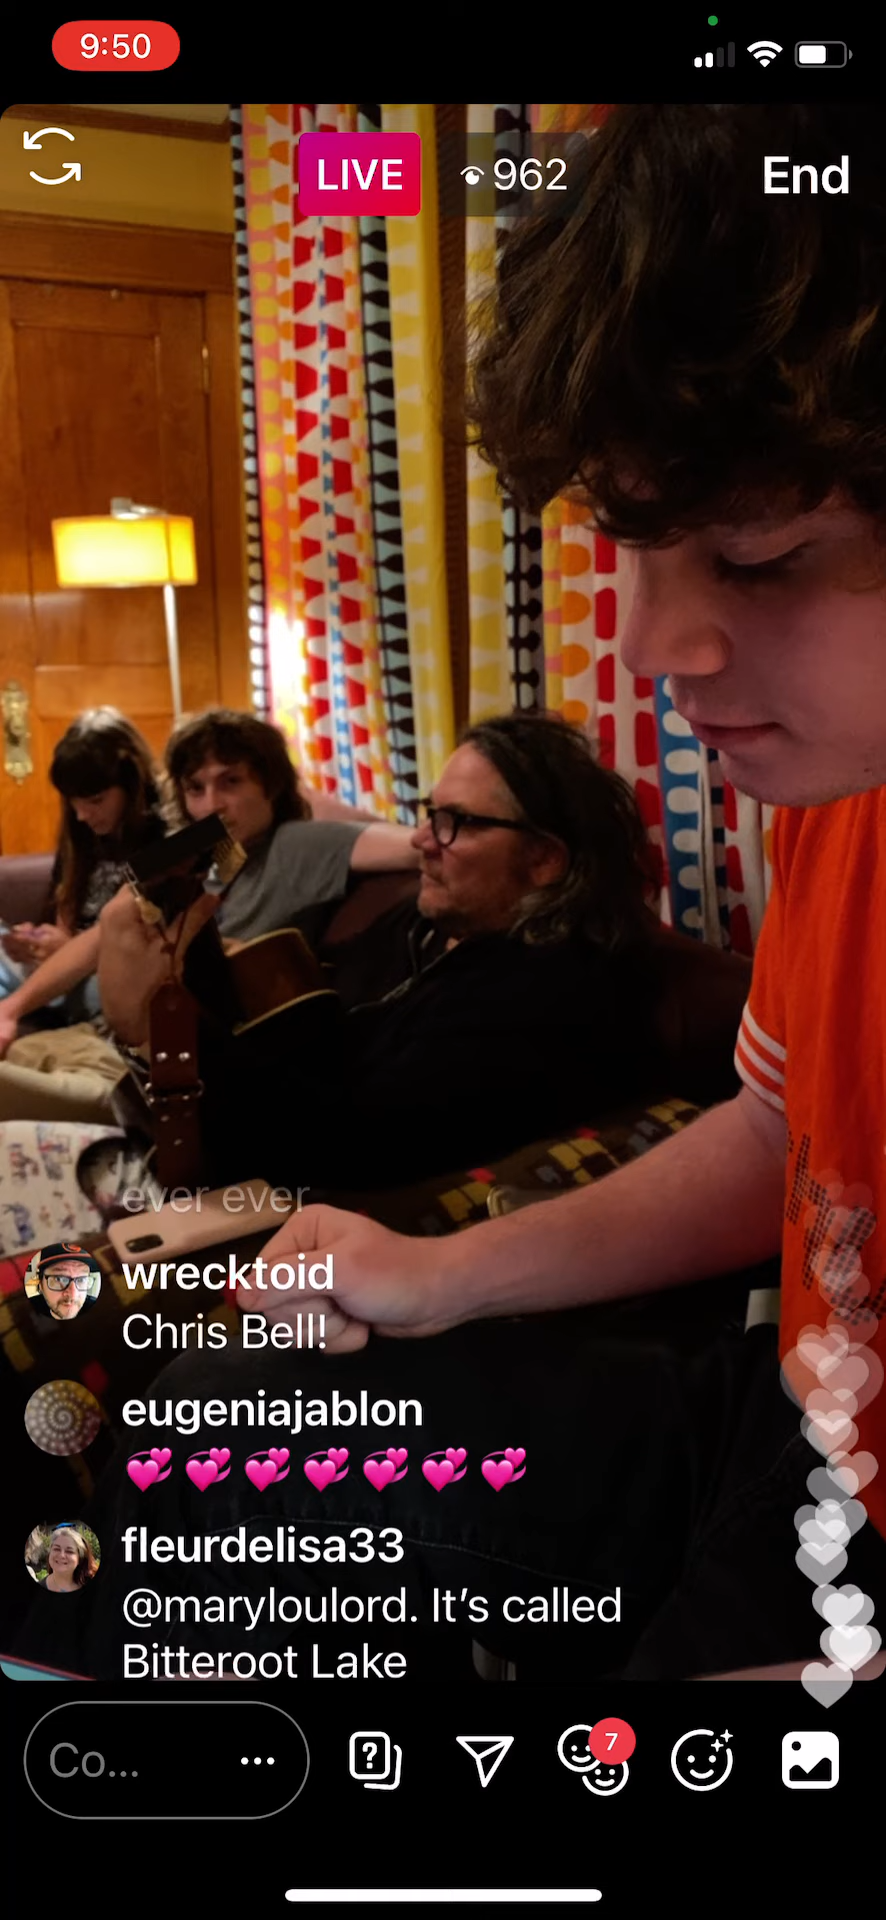 9:50
LIVE
962
End
ever ever
wrecktoid
Chris Bell!
eugeniajablon
💞💞💞💞💞💞💞
fleurdelisa33
@maryloulord. It’s called
Bitteroot Lake
Co...
7